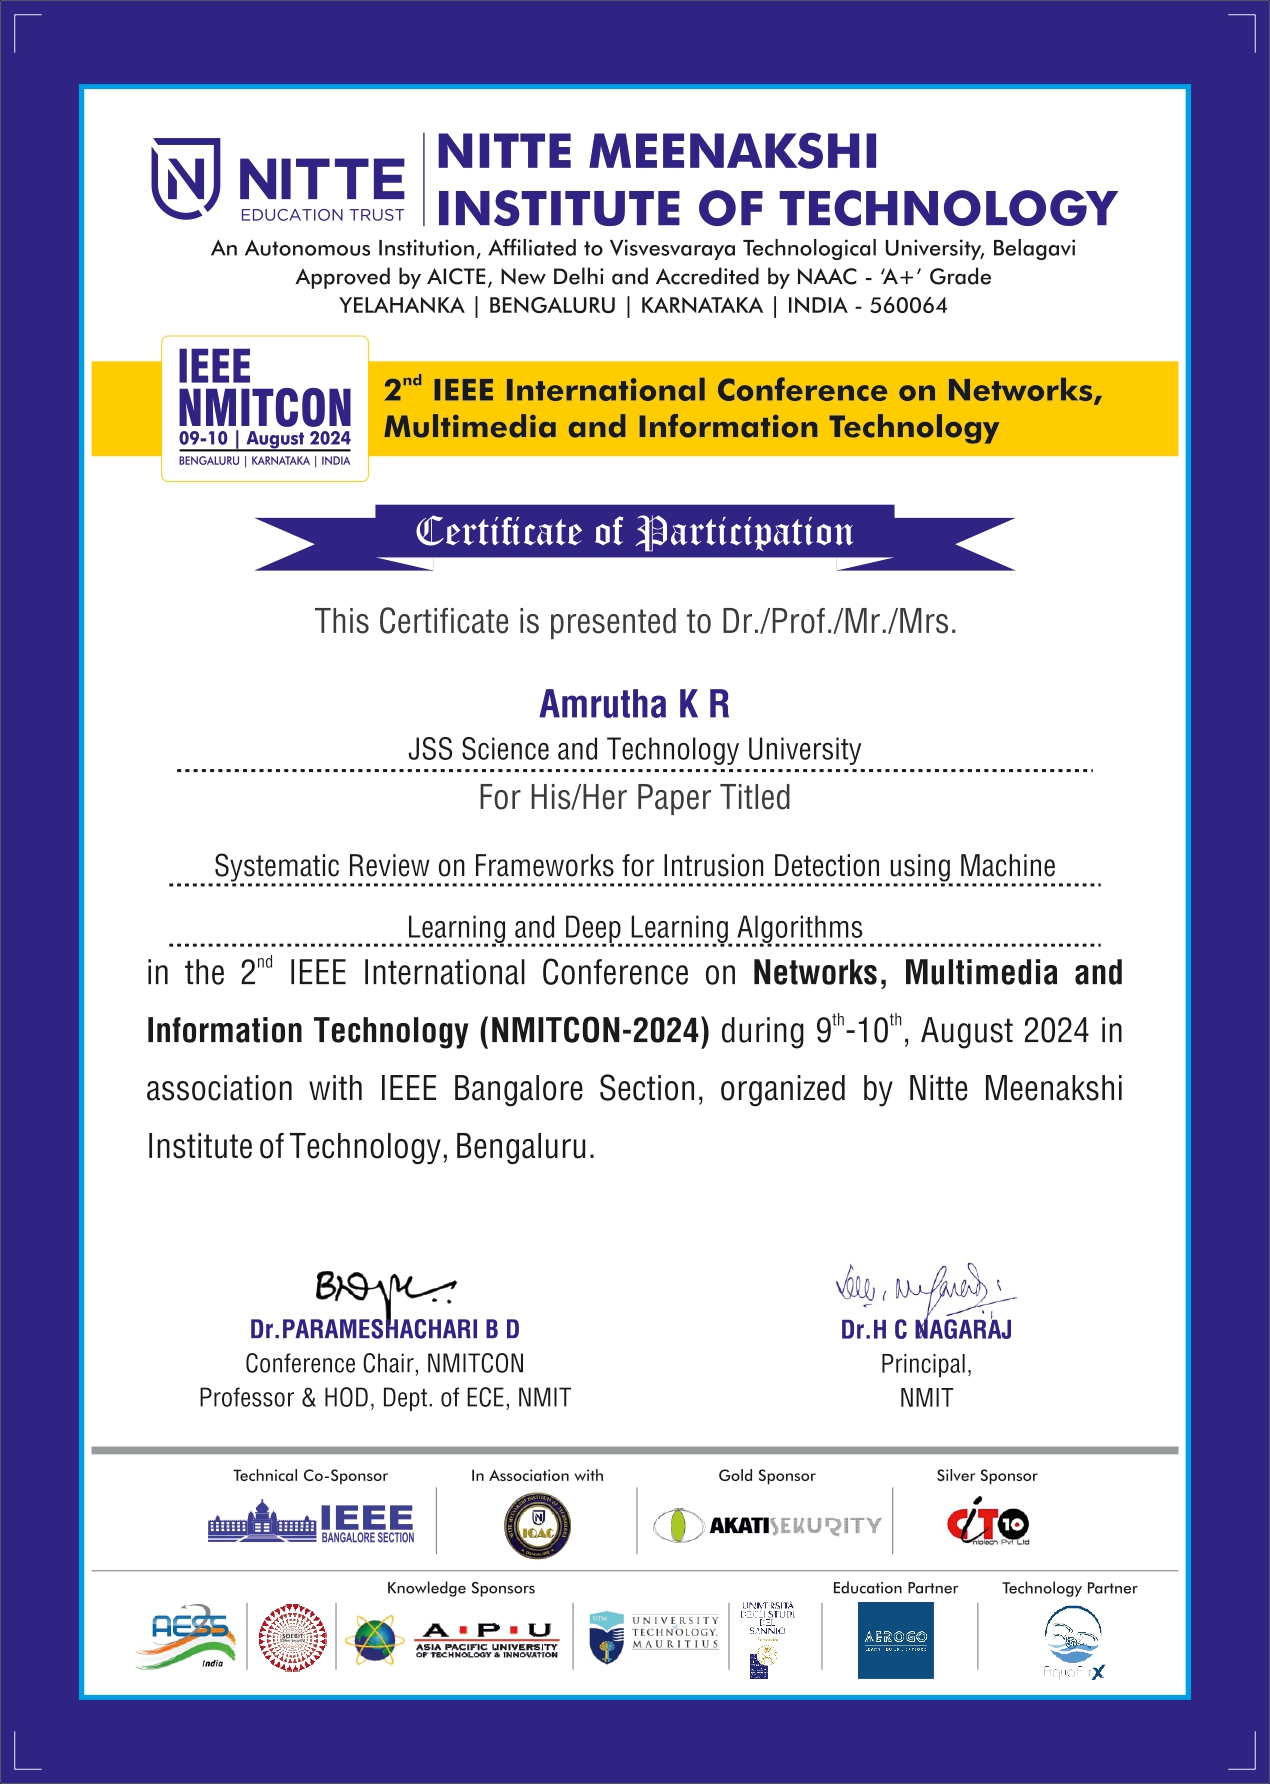 NITTE
EDUCATION TRUST
NITTE MEENAKSHI
INSTITUTE OF TECHNOLOGY
An Autonomous Institution, Affiliated to Visvesvaraya Technological University, Belagavi
Approved by AICTE, New Delhi and Accredited by NAAC - ‘A+’ Grade
YELAHANKA | BENGALURU | KARNATAKA | INDIA - 560064
IEEE
NMITCON
09-10 | August 2024
BENGALURU | KARNATAKA | INDIA
2nd IEEE International Conference on Networks,
Multimedia and Information Technology
Certificate of Participation
This Certificate is presented to Dr./Prof./Mr./Mrs.
Amrutha K R
JSS Science and Technology University
For His/Her Paper Titled
Systematic Review on Frameworks for Intrusion Detection using Machine
Learning and Deep Learning Algorithms
in the 2nd IEEE International Conference on Networks, Multimedia and
Information Technology (NMITCON-2024) during 9th-10th, August 2024 in
association with IEEE Bangalore Section, organized by Nitte Meenakshi
Institute of Technology, Bengaluru.
Dr.PARAMESHACHARI B D
Conference Chair, NMITCON
Professor & HOD, Dept. of ECE, NMIT
Dr.H C NAGARAJ
Principal,
NMIT
Technical Co-Sponsor
IEEE
BANGALORE SECTION
In Association with
IQAC
Gold Sponsor
AKATI SEKURITY
Silver Sponsor
CiTO
10
Infotech Pvt Ltd
Knowledge Sponsors
AESS
India
A·P·U
ASIA PACIFIC UNIVERSITY
OF TECHNOLOGY & INNOVATION
UTM
UNIVERSITY
of
TECHNOLOGY,
MAURITIUS
UNIVERSITÀ
DEGLI STUDI
DEL
SANNIO
Education Partner
AEROGO
Technology Partner